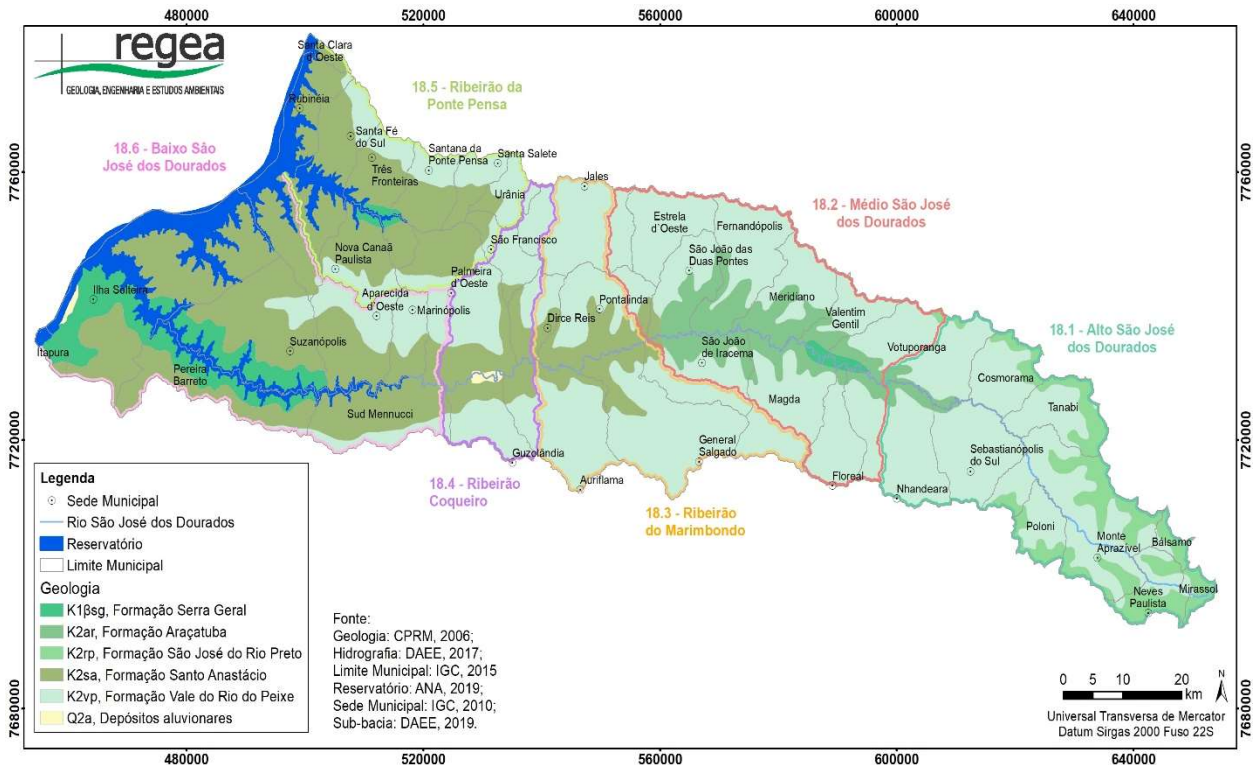 480000
520000
560000
600000
640000
regea
GEOLOGIA, ENGENHARIA E ESTUDOS AMBIENTAIS
7760000
7720000
7680000
7760000
7720000
7680000
18.5 - Ribeirão da
Ponte Pensa
18.6 - Baixo São
José dos Dourados
18.2 - Médio São José
dos Dourados
18.1 - Alto São José
dos Dourados
18.4 - Ribeirão
Coqueiro
18.3 - Ribeirão
do Marimbondo
Santa Clara
d'Oeste
Rubinéia
Santa Fé
do Sul
Três
Fronteiras
Santana da
Ponte Pensa
Santa Salete
Urânia
Jales
Nova Canaã
Paulista
São Francisco
Palmeira
d'Oeste
Aparecida
d'Oeste
Marinópolis
Ilha Solteira
Itapura
Pereira
Barreto
Suzanópolis
Sud Mennucci
Dirce Reis
Pontalinda
Estrela
d'Oeste
Fernandópolis
São João das
Duas Pontes
Meridiano
Valentim
Gentil
Votuporanga
São João
de Iracema
Magda
General
Salgado
Guzolândia
Auriflama
Floreal
Nhandeara
Cosmorama
Tanabi
Sebastianópolis
do Sul
Poloni
Monte
Aprazível
Bálsamo
Mirassol
Neves
Paulista
Legenda
Sede Municipal
Rio São José dos Dourados
Reservatório
Limite Municipal
Geologia
K1βsg, Formação Serra Geral
K2ar, Formação Araçatuba
K2rp, Formação São José do Rio Preto
K2sa, Formação Santo Anastácio
K2vp, Formação Vale do Rio do Peixe
Q2a, Depósitos aluvionares
Fonte:
Geologia: CPRM, 2006;
Hidrografia: DAEE, 2017;
Limite Municipal: IGC, 2015
Reservatório: ANA, 2019;
Sede Municipal: IGC, 2010;
Sub-bacia: DAEE, 2019.
0 5 10 20
km
N
Universal Transversa de Mercator
Datum Sirgas 2000 Fuso 22S
480000
520000
560000
600000
640000